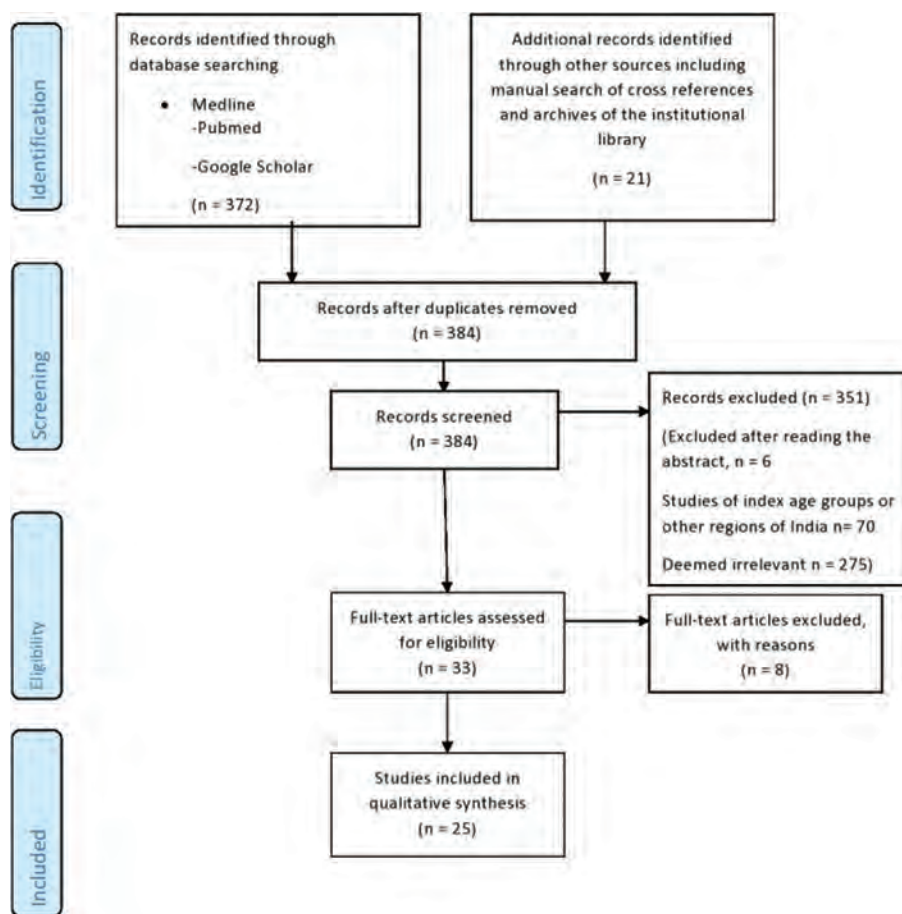 Identification
Records identified through
database searching
• Medline
-Pubmed
-Google Scholar
(n = 372)
Additional records identified
through other sources including
manual search of cross references
and archives of the institutional
library
(n = 21)
Screening
Records after duplicates removed
(n = 384)
Records screened
(n = 384)
Records excluded (n = 351)
(Excluded after reading the
abstract, n = 6
Studies of index age groups or
other regions of India n= 70
Deemed irrelevant n = 275)
Eligibility
Full-text articles assessed
for eligibility
(n = 33)
Full-text articles excluded,
with reasons
(n = 8)
Included
Studies included in
qualitative synthesis
(n = 25)